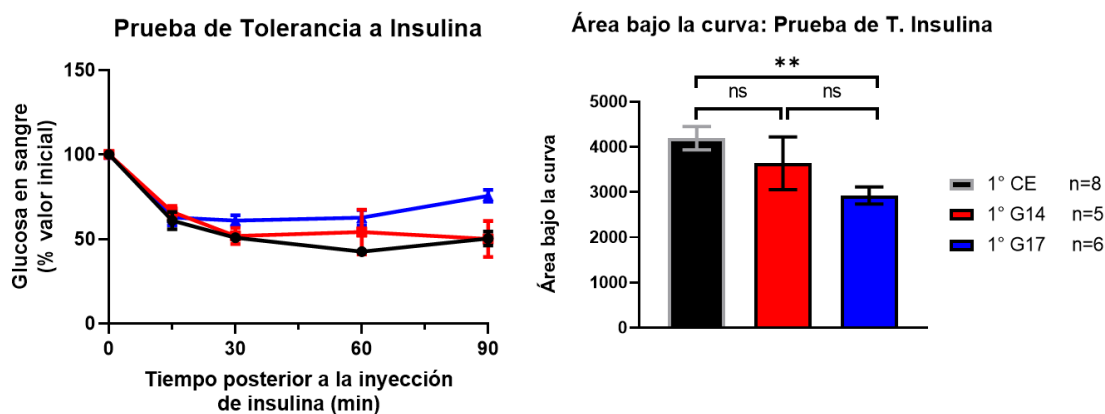 Prueba de Tolerancia a Insulina
150
100
50
0
0
30
60
90
Glucosa en sangre
(% valor inicial)
Tiempo posterior a la inyección
de insulina (min)
Área bajo la curva: Prueba de T. Insulina
**
ns
ns
5000
4000
3000
2000
1000
0
Área bajo la curva
1° CE n=8
1° G14 n=5
1° G17 n=6